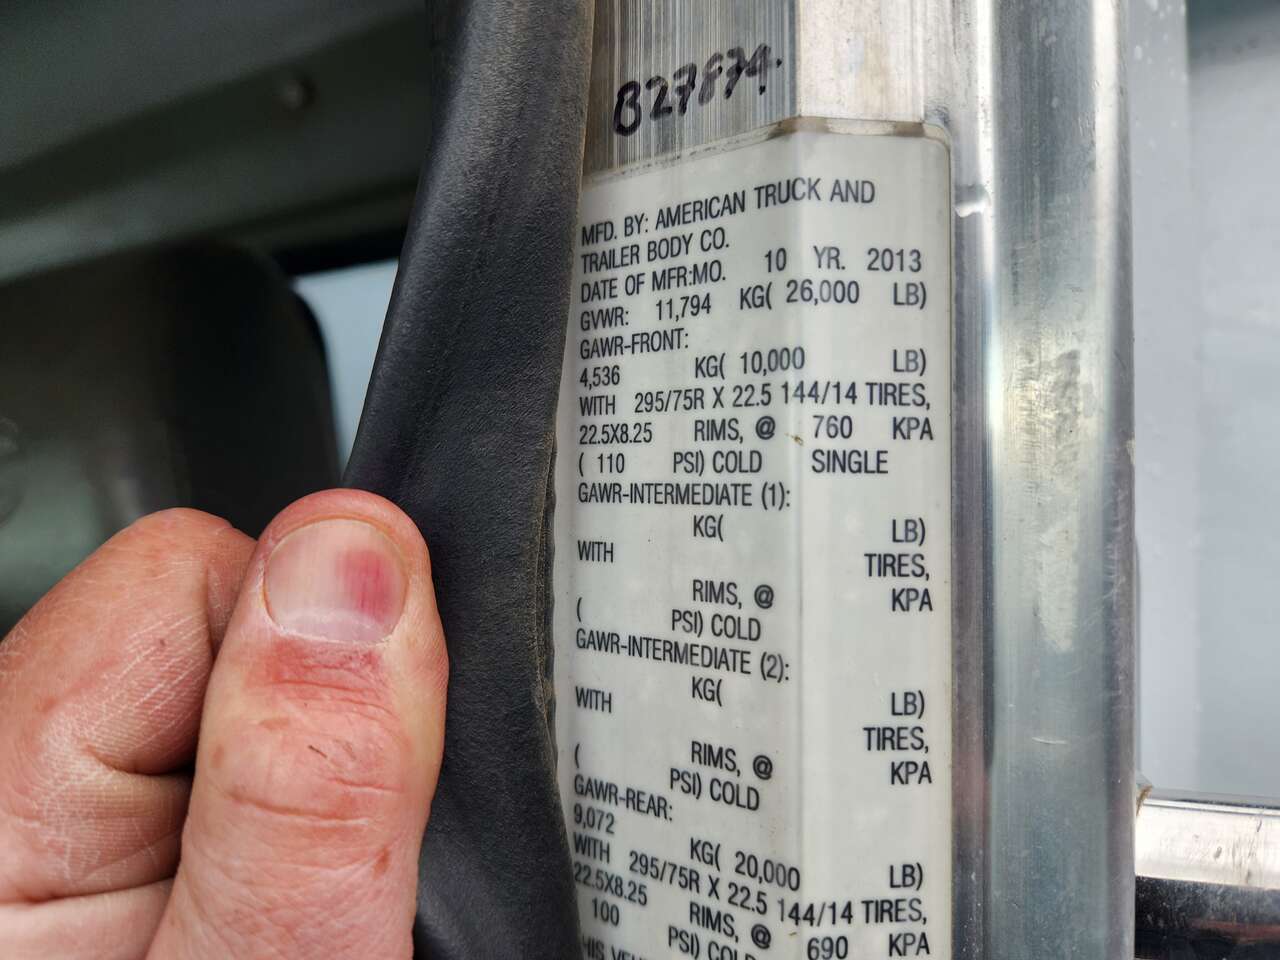 B27874.
MFD. BY: AMERICAN TRUCK AND
TRAILER BODY CO.
DATE OF MFR:MO. 10 YR. 2013
GVWR: 11,794 KG( 26,000 LB)
GAWR-FRONT:
4,536 KG( 10,000 LB)
WITH 295/75R X 22.5 144/14 TIRES,
22.5X8.25 RIMS, @ 760 KPA
( 110 PSI) COLD SINGLE
GAWR-INTERMEDIATE (1):
KG( LB)
WITH TIRES,
RIMS, @ KPA
( PSI) COLD
GAWR-INTERMEDIATE (2):
KG( LB)
WITH TIRES,
RIMS, @ KPA
( PSI) COLD
GAWR-REAR:
9,072 KG( 20,000 LB)
WITH 295/75R X 22.5 144/14 TIRES,
22.5X8.25 RIMS, @ 690 KPA
100 PSI) COLD